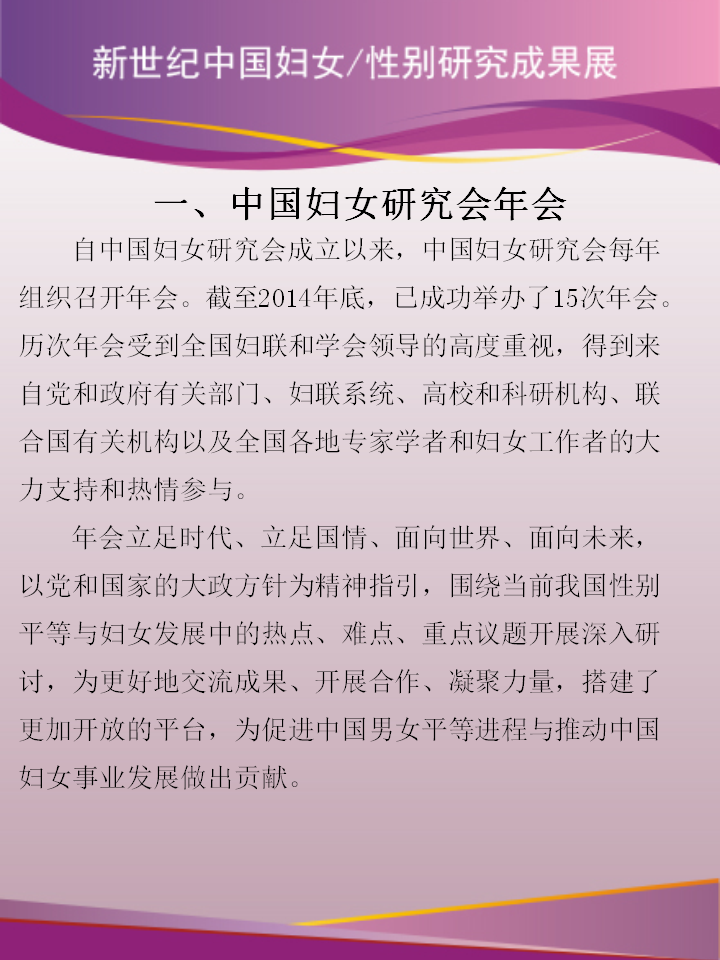 新世纪中国妇女/性别研究成果展
一、中国妇女研究会年会
自中国妇女研究会成立以来，中国妇女研究会每年
组织召开年会。截至2014年底，已成功举办了15次年会。
历次年会受到全国妇联和学会领导的高度重视，得到来
自党和政府有关部门、妇联系统、高校和科研机构、联
合国有关机构以及全国各地专家学者和妇女工作者的大
力支持和热情参与。
年会立足时代、立足国情、面向世界、面向未来，
以党和国家的大政方针为精神指引，围绕当前我国性别
平等与妇女发展中的热点、难点、重点议题开展深入研
讨，为更好地交流成果、开展合作、凝聚力量，搭建了
更加开放的平台，为促进中国男女平等进程与推动中国
妇女事业发展做出贡献。